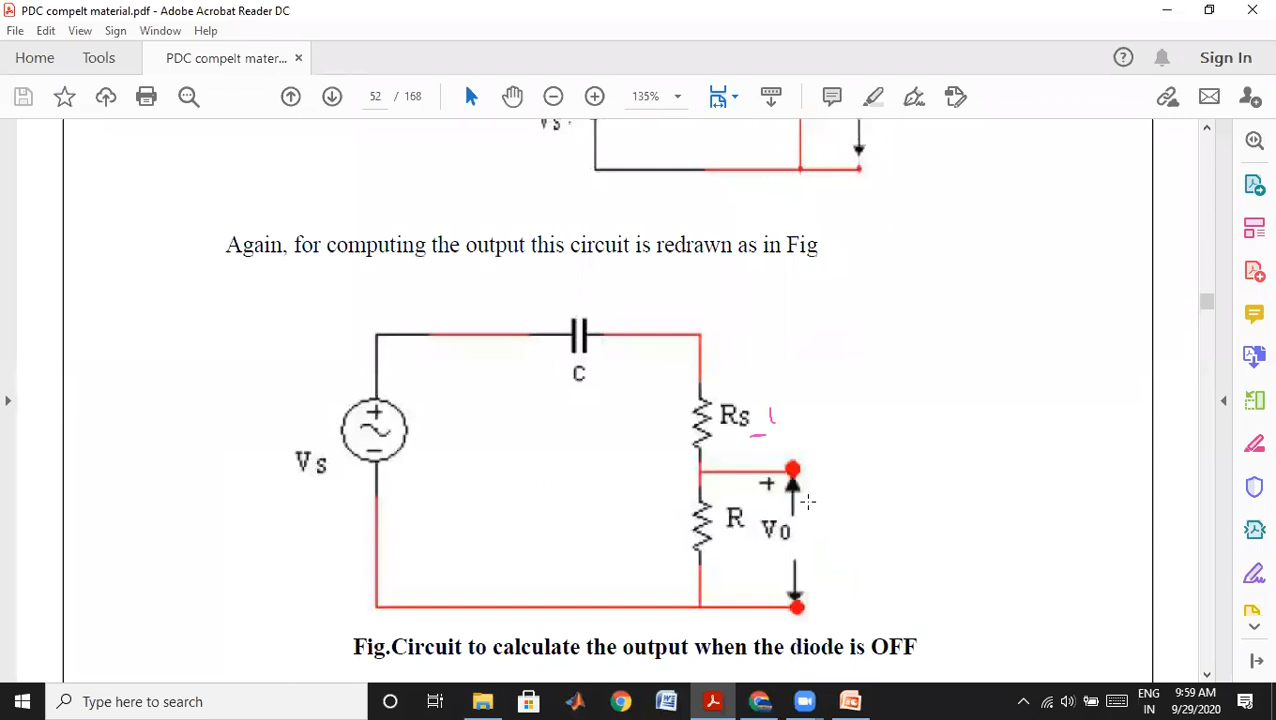 PDC compelt material.pdf - Adobe Acrobat Reader DC
File Edit View Sign Window Help
Home Tools PDC compelt mater... × Sign In
52 / 168 135%
Vs
Again, for computing the output this circuit is redrawn as in Fig
C
Rs
Vs
+
R Vo
Fig.Circuit to calculate the output when the diode is OFF
Type here to search
ENG 9:59 AM
IN 9/29/2020